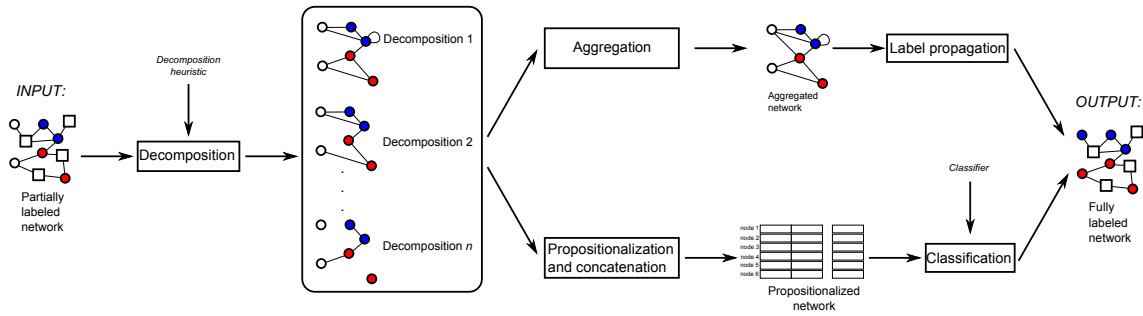 INPUT:
Partially
labeled
network
Decomposition
heuristic
Decomposition
Decomposition 1
Decomposition 2
.
.
.
Decomposition n
Aggregation
Aggregated
network
Label propagation
Propositionalization
and concatenation
node 1
node 2
node 3
node 4
node 5
node 6
Propositionalized
network
Classifier
Classification
OUTPUT:
Fully
labeled
network